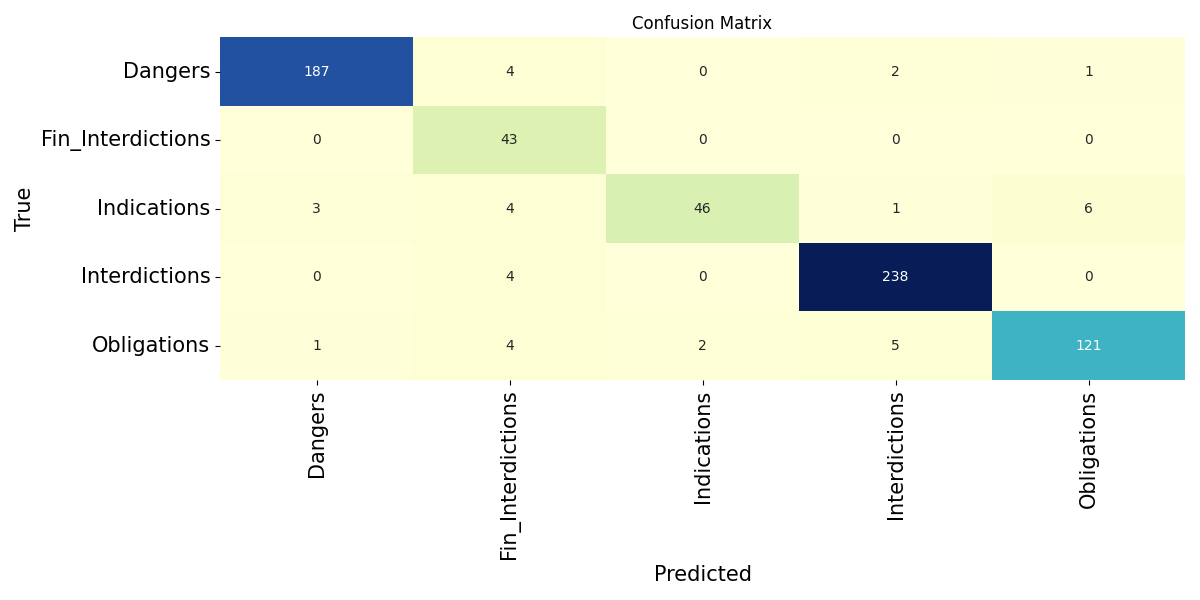 Confusion Matrix
True
Dangers 187 4 0 2 1
Fin_Interdictions 0 43 0 0 0
Indications 3 4 46 1 6
Interdictions 0 4 0 238 0
Obligations 1 4 2 5 121
Dangers Fin_Interdictions Indications Interdictions Obligations
Predicted